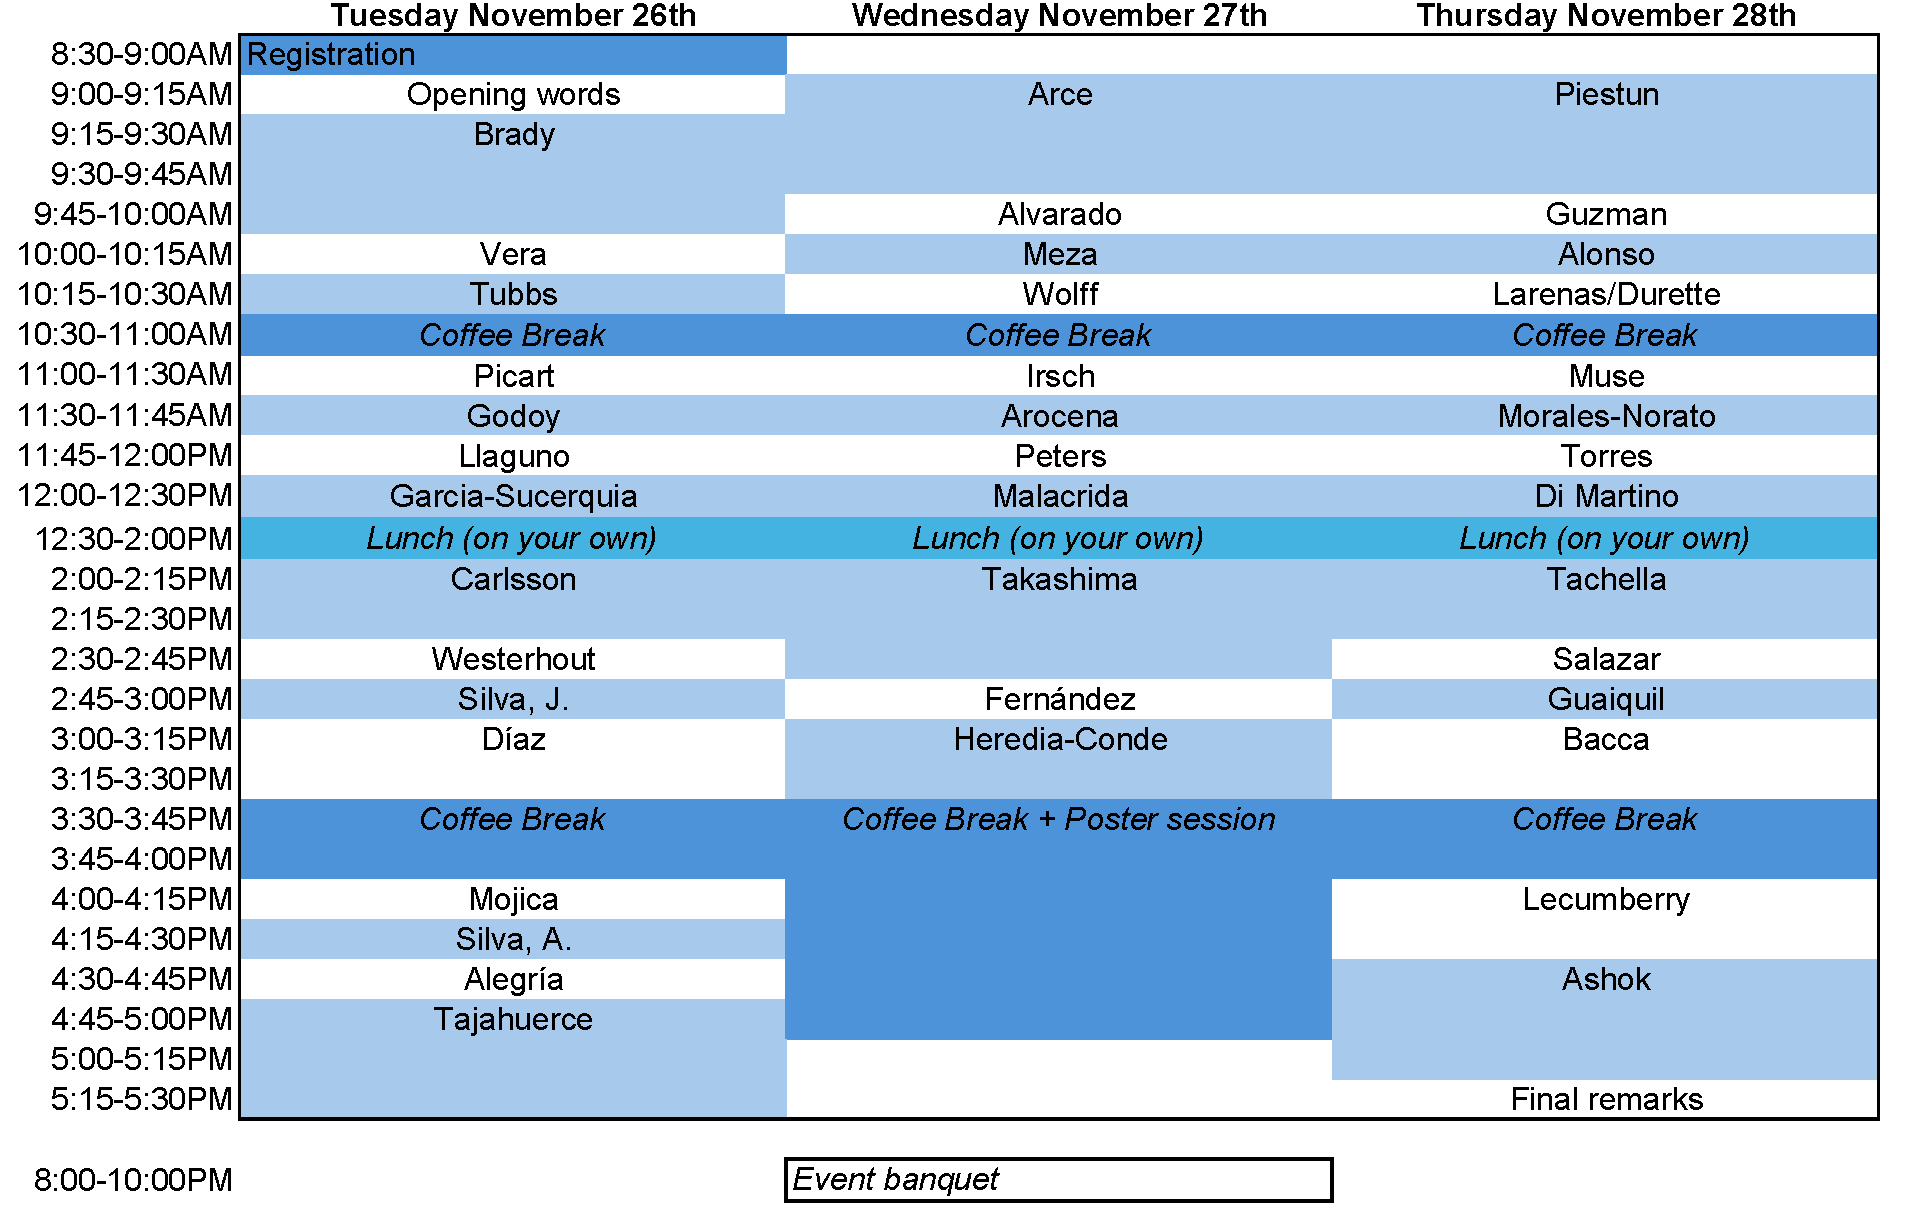 Tuesday November 26th Wednesday November 27th Thursday November 28th
8:30-9:00AM Registration
9:00-9:15AM Opening words Arce Piestun
9:15-9:30AM Brady
9:30-9:45AM
9:45-10:00AM Alvarado Guzman
10:00-10:15AM Vera Meza Alonso
10:15-10:30AM Tubbs Wolff Larenas/Durette
10:30-11:00AM Coffee Break Coffee Break Coffee Break
11:00-11:30AM Picart Irsch Muse
11:30-11:45AM Godoy Arocena Morales-Norato
11:45-12:00PM Llaguno Peters Torres
12:00-12:30PM Garcia-Sucerquia Malacrida Di Martino
12:30-2:00PM Lunch (on your own) Lunch (on your own) Lunch (on your own)
2:00-2:15PM Carlsson Takashima Tachella
2:15-2:30PM
2:30-2:45PM Westerhout Salazar
2:45-3:00PM Silva, J. Fernández Guaiquil
3:00-3:15PM Díaz Heredia-Conde Bacca
3:15-3:30PM
3:30-3:45PM Coffee Break Coffee Break + Poster session Coffee Break
3:45-4:00PM
4:00-4:15PM Mojica Lecumberry
4:15-4:30PM Silva, A.
4:30-4:45PM Alegría Ashok
4:45-5:00PM Tajahuerce
5:00-5:15PM
5:15-5:30PM Final remarks
8:00-10:00PM Event banquet